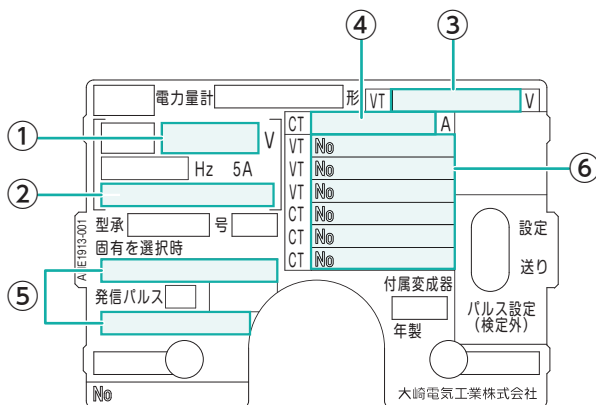 ④ ③
電力量計 形 VT V
① V CT A
VT No
Hz 5A VT No ⑥
② VT No
CT No
型承 号 CT No 設定
固有を選択時 CT No
送り
⑤ 発信パルス 付属変成器
パルス設定
(検定外)
年製
No 大崎電気工業株式会社